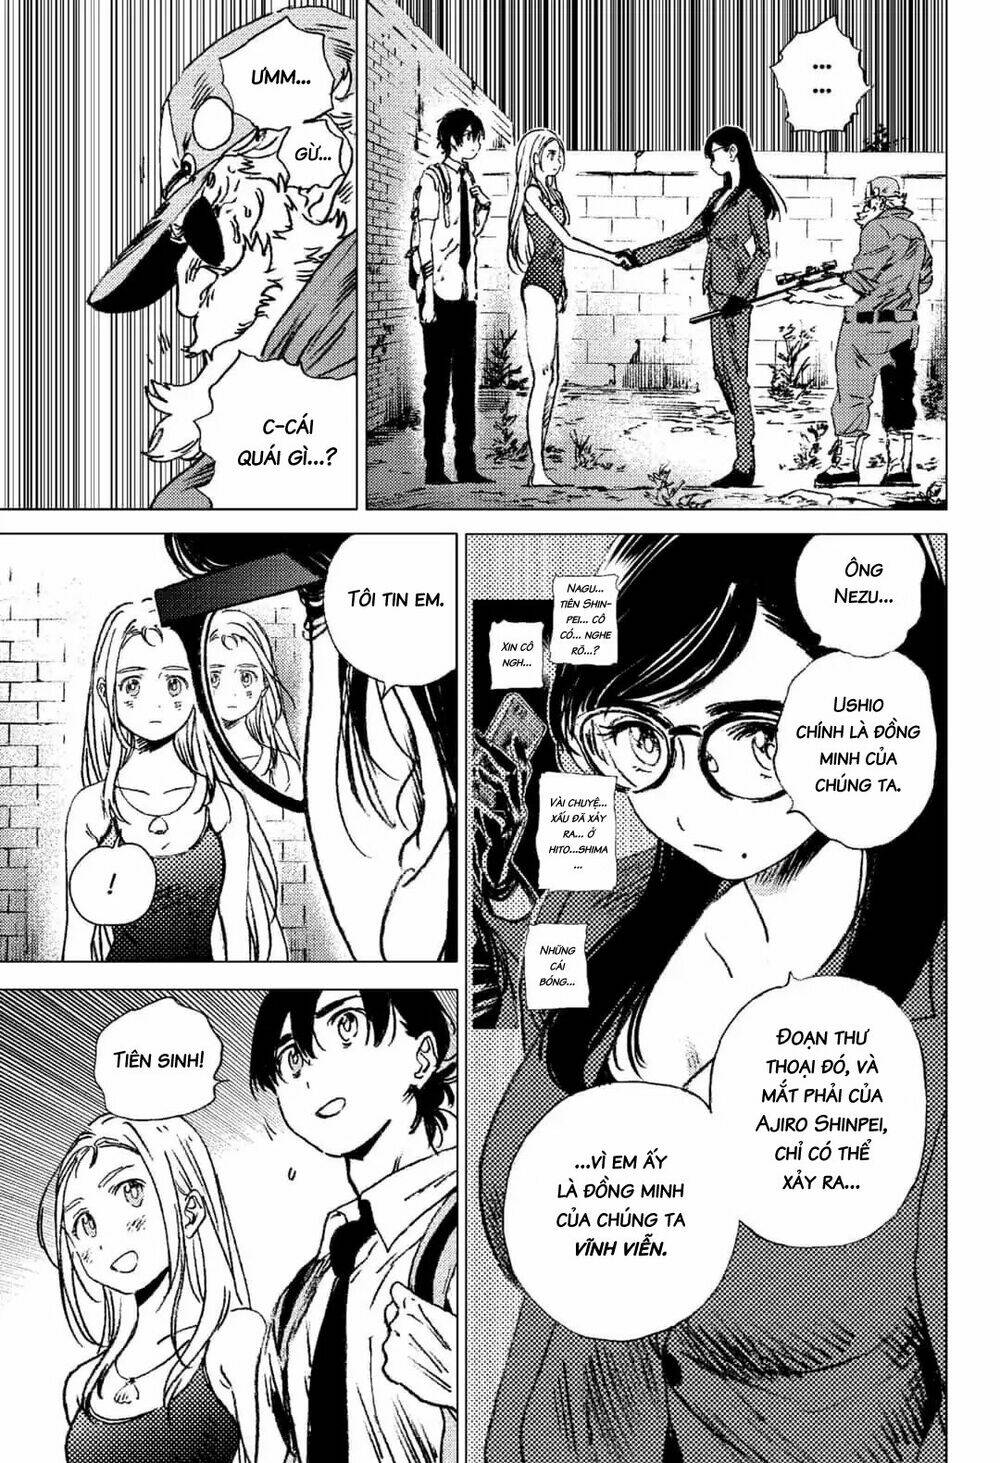 ...
...
ƯMM...
GỪ...
C-CÁI
QUÁI GÌ...?
ÔNG
NEZU...
USHIO
CHÍNH LÀ ĐỒNG
MINH CỦA
CHÚNG TA.
NAGU...
TIÊN SHIN-
PEI... CÔ
CÓ... NGHE
RÕ...?
XIN CÔ
NGH...
VÀI CHUYỆ...
XẤU ĐÃ XẢY
RA... Ở
HITO...SHIMA
...
NHỮNG
CÁI
BÓNG...
ĐOẠN THƯ
THOẠI ĐÓ, VÀ
MẮT PHẢI CỦA
AJIRO SHINPEI,
CHỈ CÓ THỂ
XẢY RA...
...VÌ EM ẤY
LÀ ĐỒNG MINH
CỦA CHÚNG TA
VĨNH VIỄN.
TÔI TIN EM.
!
TIÊN SINH!